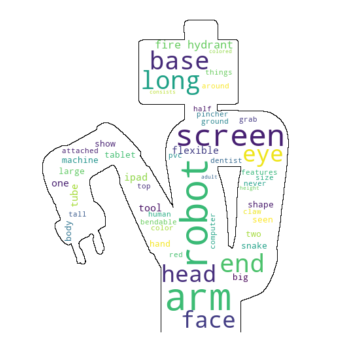 fire hydrant
colored
base
long
things
around
half
pincher
ground
grab
screen
show
attached
machine
tablet
large
one
tube
tall
body
ipad
top
tool
human
bendable
color
hand
red
flexible
pvc
dentist
eye
adult
features
size
never
height
robot
computer
shape
claw
seen
two
snake
end
big
head
arm
face